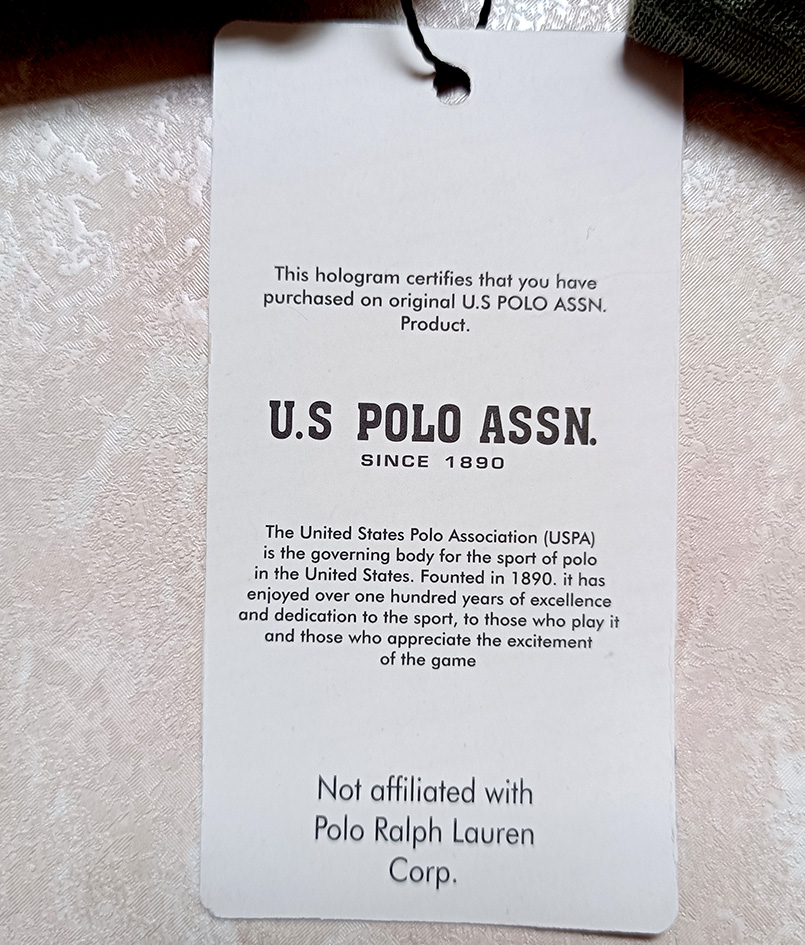 This hologram certifies that you have
purchased on original U.S POLO ASSN.
Product.
U.S POLO ASSN.
SINCE 1890
The United States Polo Association (USPA)
is the governing body for the sport of polo
in the United States. Founded in 1890. it has
enjoyed over one hundred years of excellence
and dedication to the sport, to those who play it
and those who appreciate the excitement
of the game
Not affiliated with
Polo Ralph Lauren
Corp.